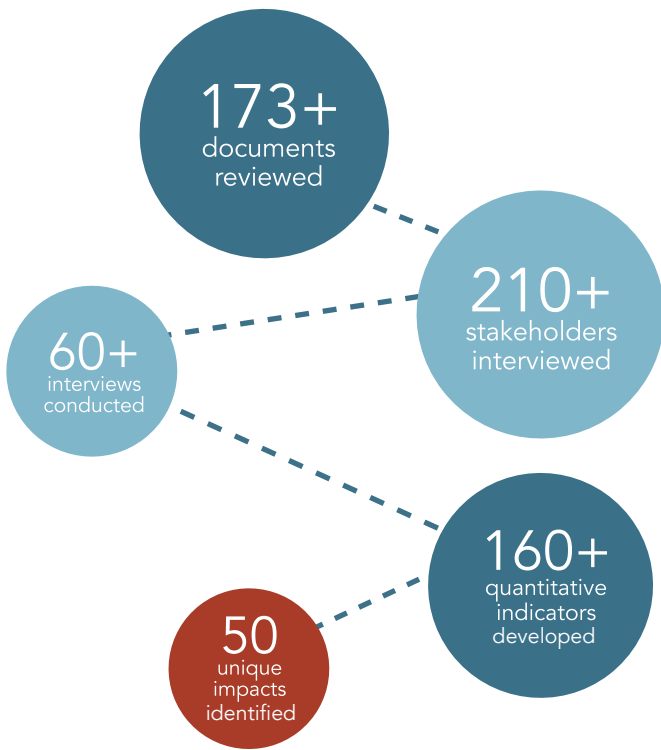 173+
documents
reviewed
210+
stakeholders
interviewed
60+
interviews
conducted
160+
quantitative
indicators
developed
50
unique
impacts
identified